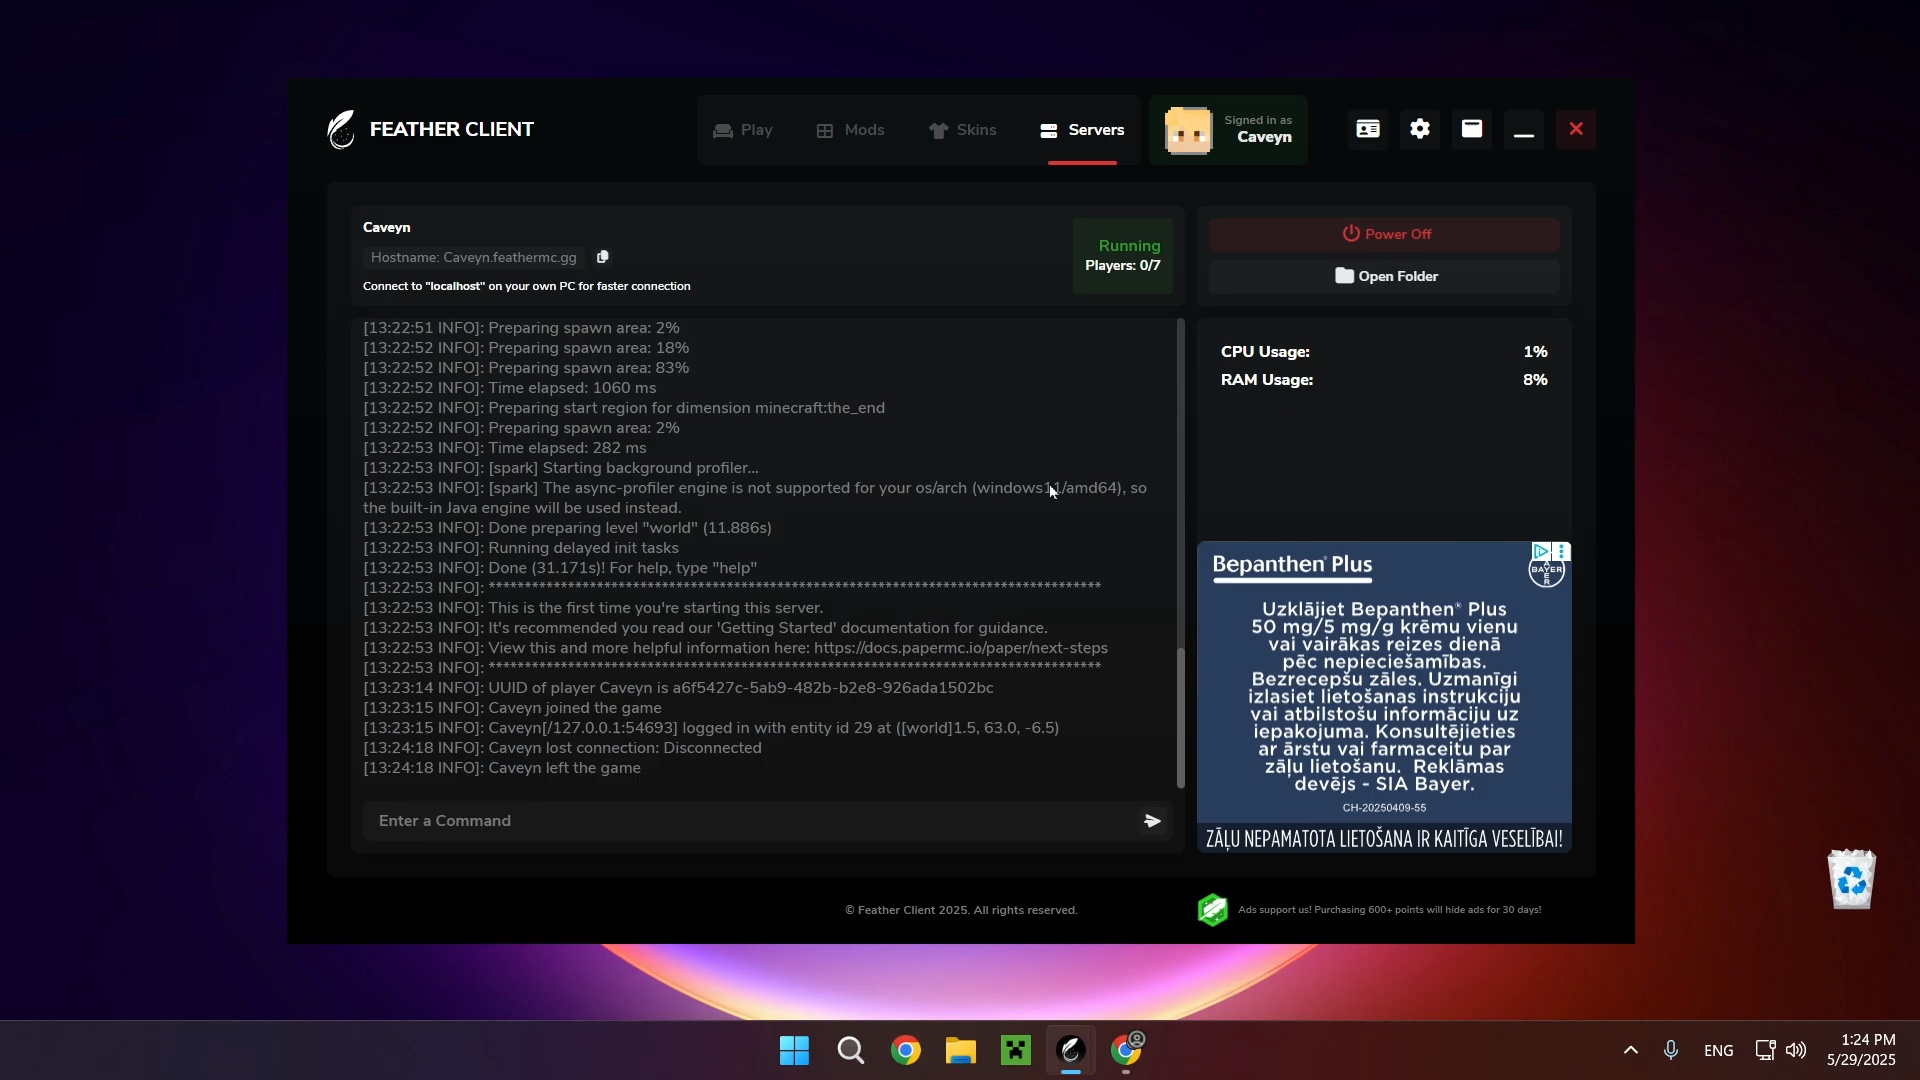 FEATHER CLIENT
Play
Mods
Skins
Servers
Signed in as
Caveyn
Caveyn
Hostname: Caveyn.feathermc.gg
Connect to "localhost" on your own PC for faster connection
Running
Players: 0/7
Power Off
Open Folder
[13:22:51 INFO]: Preparing spawn area: 2%
[13:22:52 INFO]: Preparing spawn area: 18%
[13:22:52 INFO]: Preparing spawn area: 83%
[13:22:52 INFO]: Time elapsed: 1060 ms
[13:22:52 INFO]: Preparing start region for dimension minecraft:the_end
[13:22:52 INFO]: Preparing spawn area: 2%
[13:22:53 INFO]: Time elapsed: 282 ms
[13:22:53 INFO]: [spark] Starting background profiler...
[13:22:53 INFO]: [spark] The async-profiler engine is not supported for your os/arch (windows11/amd64), so
the built-in Java engine will be used instead.
[13:22:53 INFO]: Done preparing level "world" (11.886s)
[13:22:53 INFO]: Running delayed init tasks
[13:22:53 INFO]: Done (31.171s)! For help, type "help"
[13:22:53 INFO]: *************************************************************************************
[13:22:53 INFO]: This is the first time you're starting this server.
[13:22:53 INFO]: It's recommended you read our 'Getting Started' documentation for guidance.
[13:22:53 INFO]: View this and more helpful information here: https://docs.papermc.io/paper/next-steps
[13:22:53 INFO]: *************************************************************************************
[13:23:14 INFO]: UUID of player Caveyn is a6f5427c-5ab9-482b-b2e8-926ada1502bc
[13:23:15 INFO]: Caveyn joined the game
[13:23:15 INFO]: Caveyn[/127.0.0.1:54693] logged in with entity id 29 at ([world]1.5, 63.0, -6.5)
[13:24:18 INFO]: Caveyn lost connection: Disconnected
[13:24:18 INFO]: Caveyn left the game
Enter a Command
CPU Usage: 1%
RAM Usage: 8%
Bepanthen® Plus
BAYER
Uzklājiet Bepanthen® Plus
50 mg/5 mg/g krēmu vienu
vai vairākas reizes dienā
pēc nepieciešamības.
Bezrecepšu zāles. Uzmanīgi
izlasiet lietošanas instrukciju
vai atbilstošu informāciju uz
iepakojuma. Konsultējieties
ar ārstu vai farmaceitu par
zāļu lietošanu. Reklāmas
devējs - SIA Bayer.
CH-20250409-55
ZĀĻU NEPAMATOTA LIETOŠANA IR KAITĪGA VESELĪBAI!
© Feather Client 2025. All rights reserved.
Ads support us! Purchasing 600+ points will hide ads for 30 days!
ENG
1:24 PM
5/29/2025